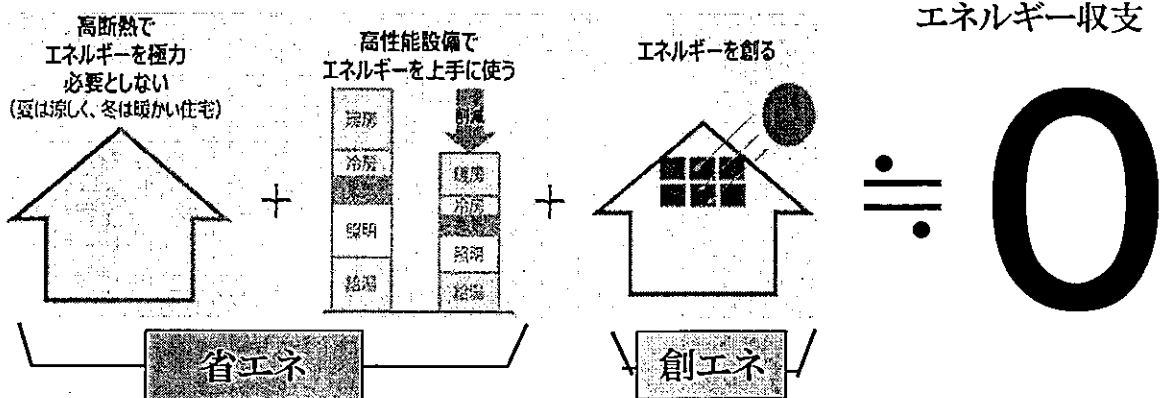 高断熱で
エネルギーを極力
必要としない
(夏は涼しく、冬は暖かい住宅)
+
高性能設備で
エネルギーを上手に使う
暖房
冷房
照明
給湯
削減
暖房
冷房
照明
給湯
+
エネルギーを創る
省エネ
創エネ
エネルギー収支
≒
0